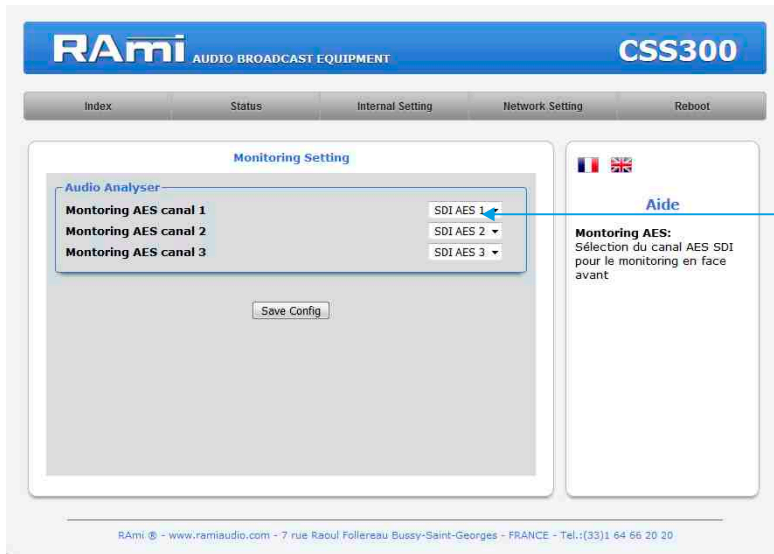 RAmi AUDIO BROADCAST EQUIPMENT CSS300
Index Status Internal Setting Network Setting Reboot
Monitoring Setting
Audio Analyser
Montoring AES canal 1 SDI AES 1
Montoring AES canal 2 SDI AES 2
Montoring AES canal 3 SDI AES 3
Save Config
Aide
Montoring AES:
Sélection du canal AES SDI
pour le monitoring en face
avant
RAmi ® - www.ramiaudio.com - 7 rue Raoul Follereau Bussy-Saint-Georges - FRANCE - Tel.:(33)1 64 66 20 20